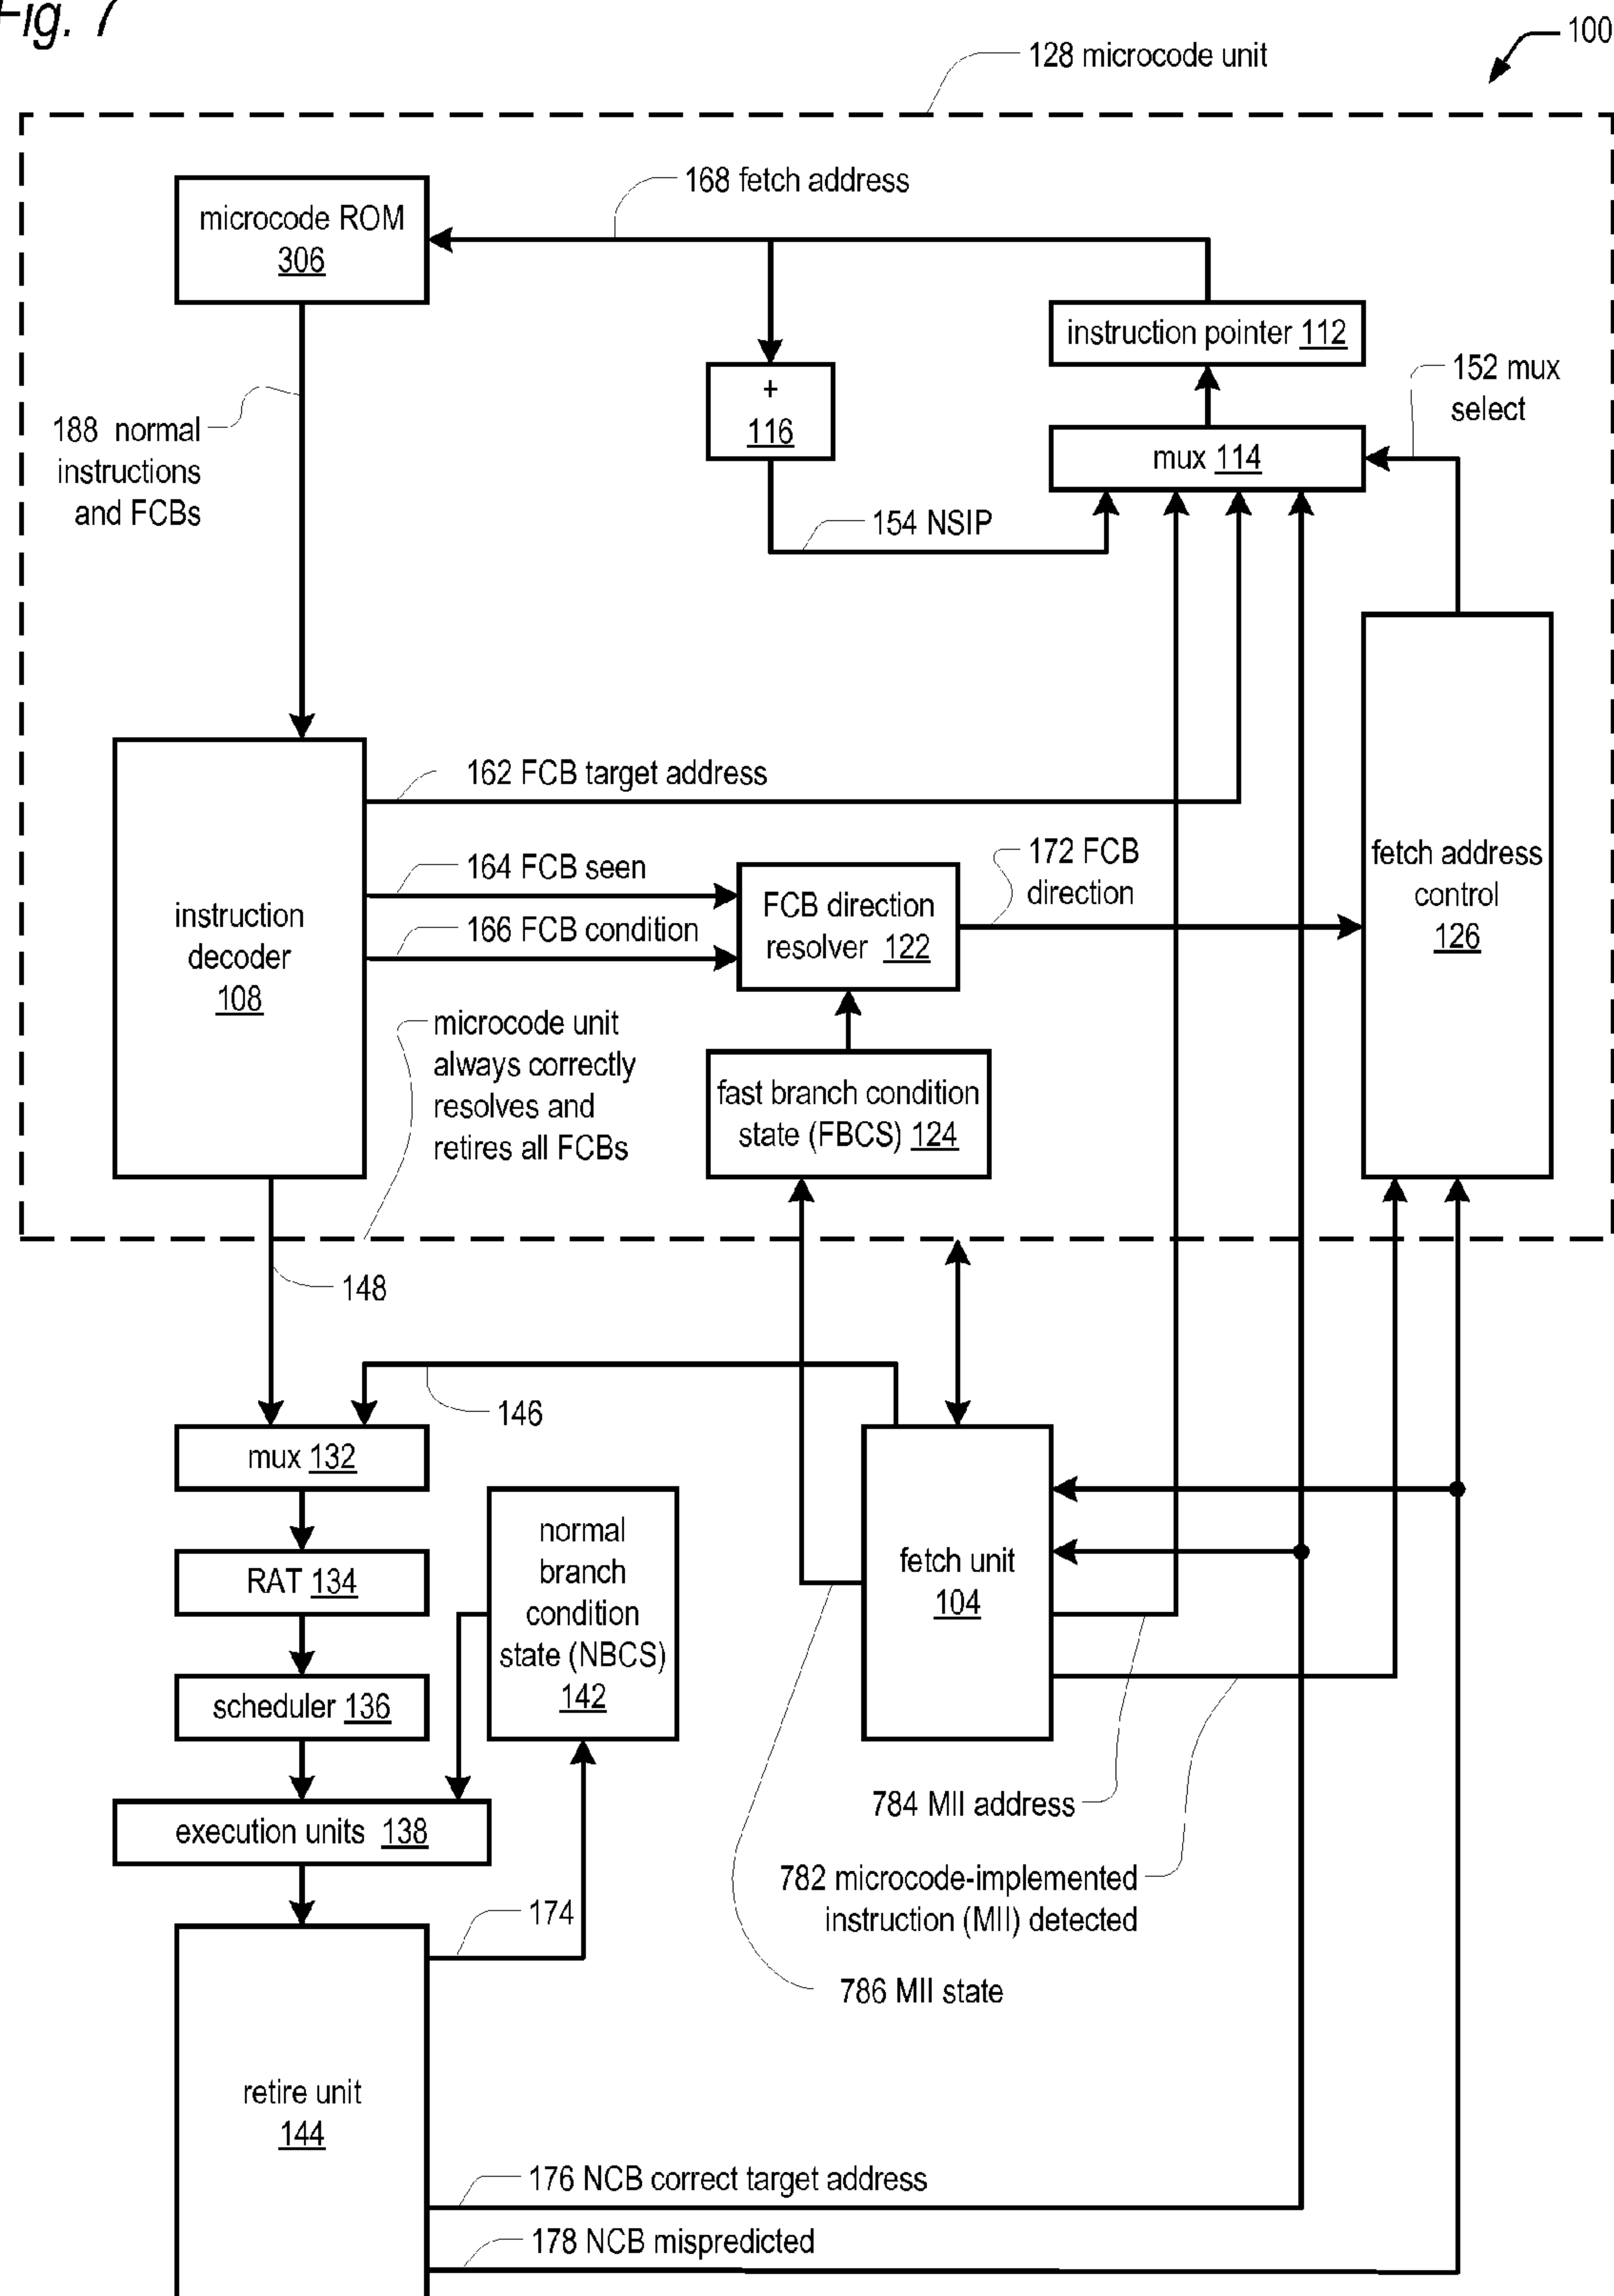 Fig. 7
100
128 microcode unit
168 fetch address
microcode ROM
306
instruction pointer 112
152 mux
select
+
116
188 normal
instructions
and FCBs
mux 114
154 NSIP
162 FCB target address
164 FCB seen
172 FCB
direction
fetch address
control
126
FCB direction
resolver 122
instruction
decoder
108
166 FCB condition
microcode unit
always correctly
resolves and
retires all FCBs
fast branch condition
state (FBCS) 124
148
146
mux 132
normal
branch
condition
state (NBCS)
142
fetch unit
104
RAT 134
scheduler 136
784 MII address
execution units 138
782 microcode-implemented
instruction (MII) detected
174
786 MII state
retire unit
144
176 NCB correct target address
178 NCB mispredicted